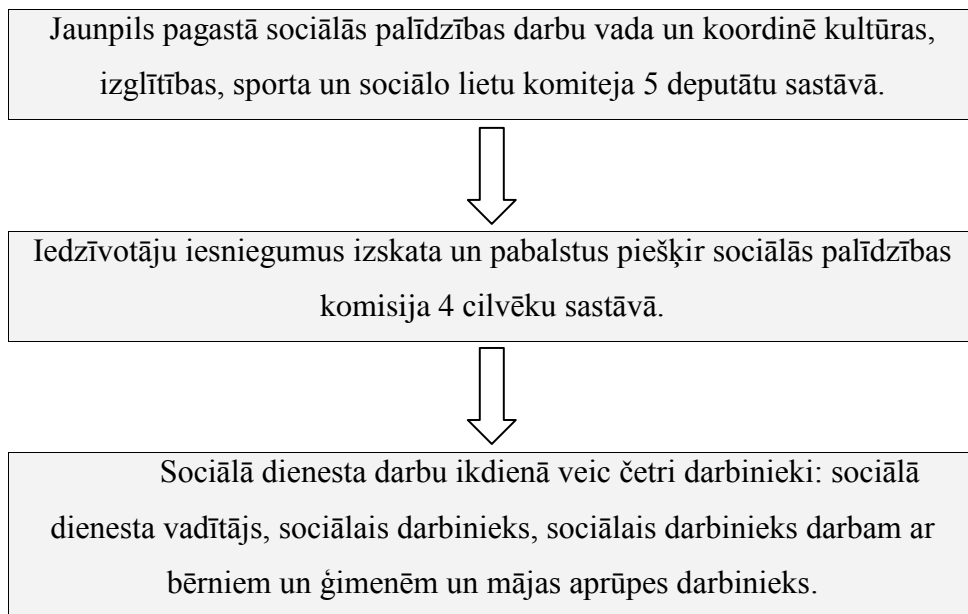 Jaunpils pagastā sociālās palīdzības darbu vada un koordinē kultūras,
izglītības, sporta un sociālo lietu komiteja 5 deputātu sastāvā.
Iedzīvotāju iesniegumus izskata un pabalstus piešķir sociālās palīdzības
komisija 4 cilvēku sastāvā.
Sociālā dienesta darbu ikdienā veic četri darbinieki: sociālā
dienesta vadītājs, sociālais darbinieks, sociālais darbinieks darbam ar
bērniem un ģimenēm un mājas aprūpes darbinieks.